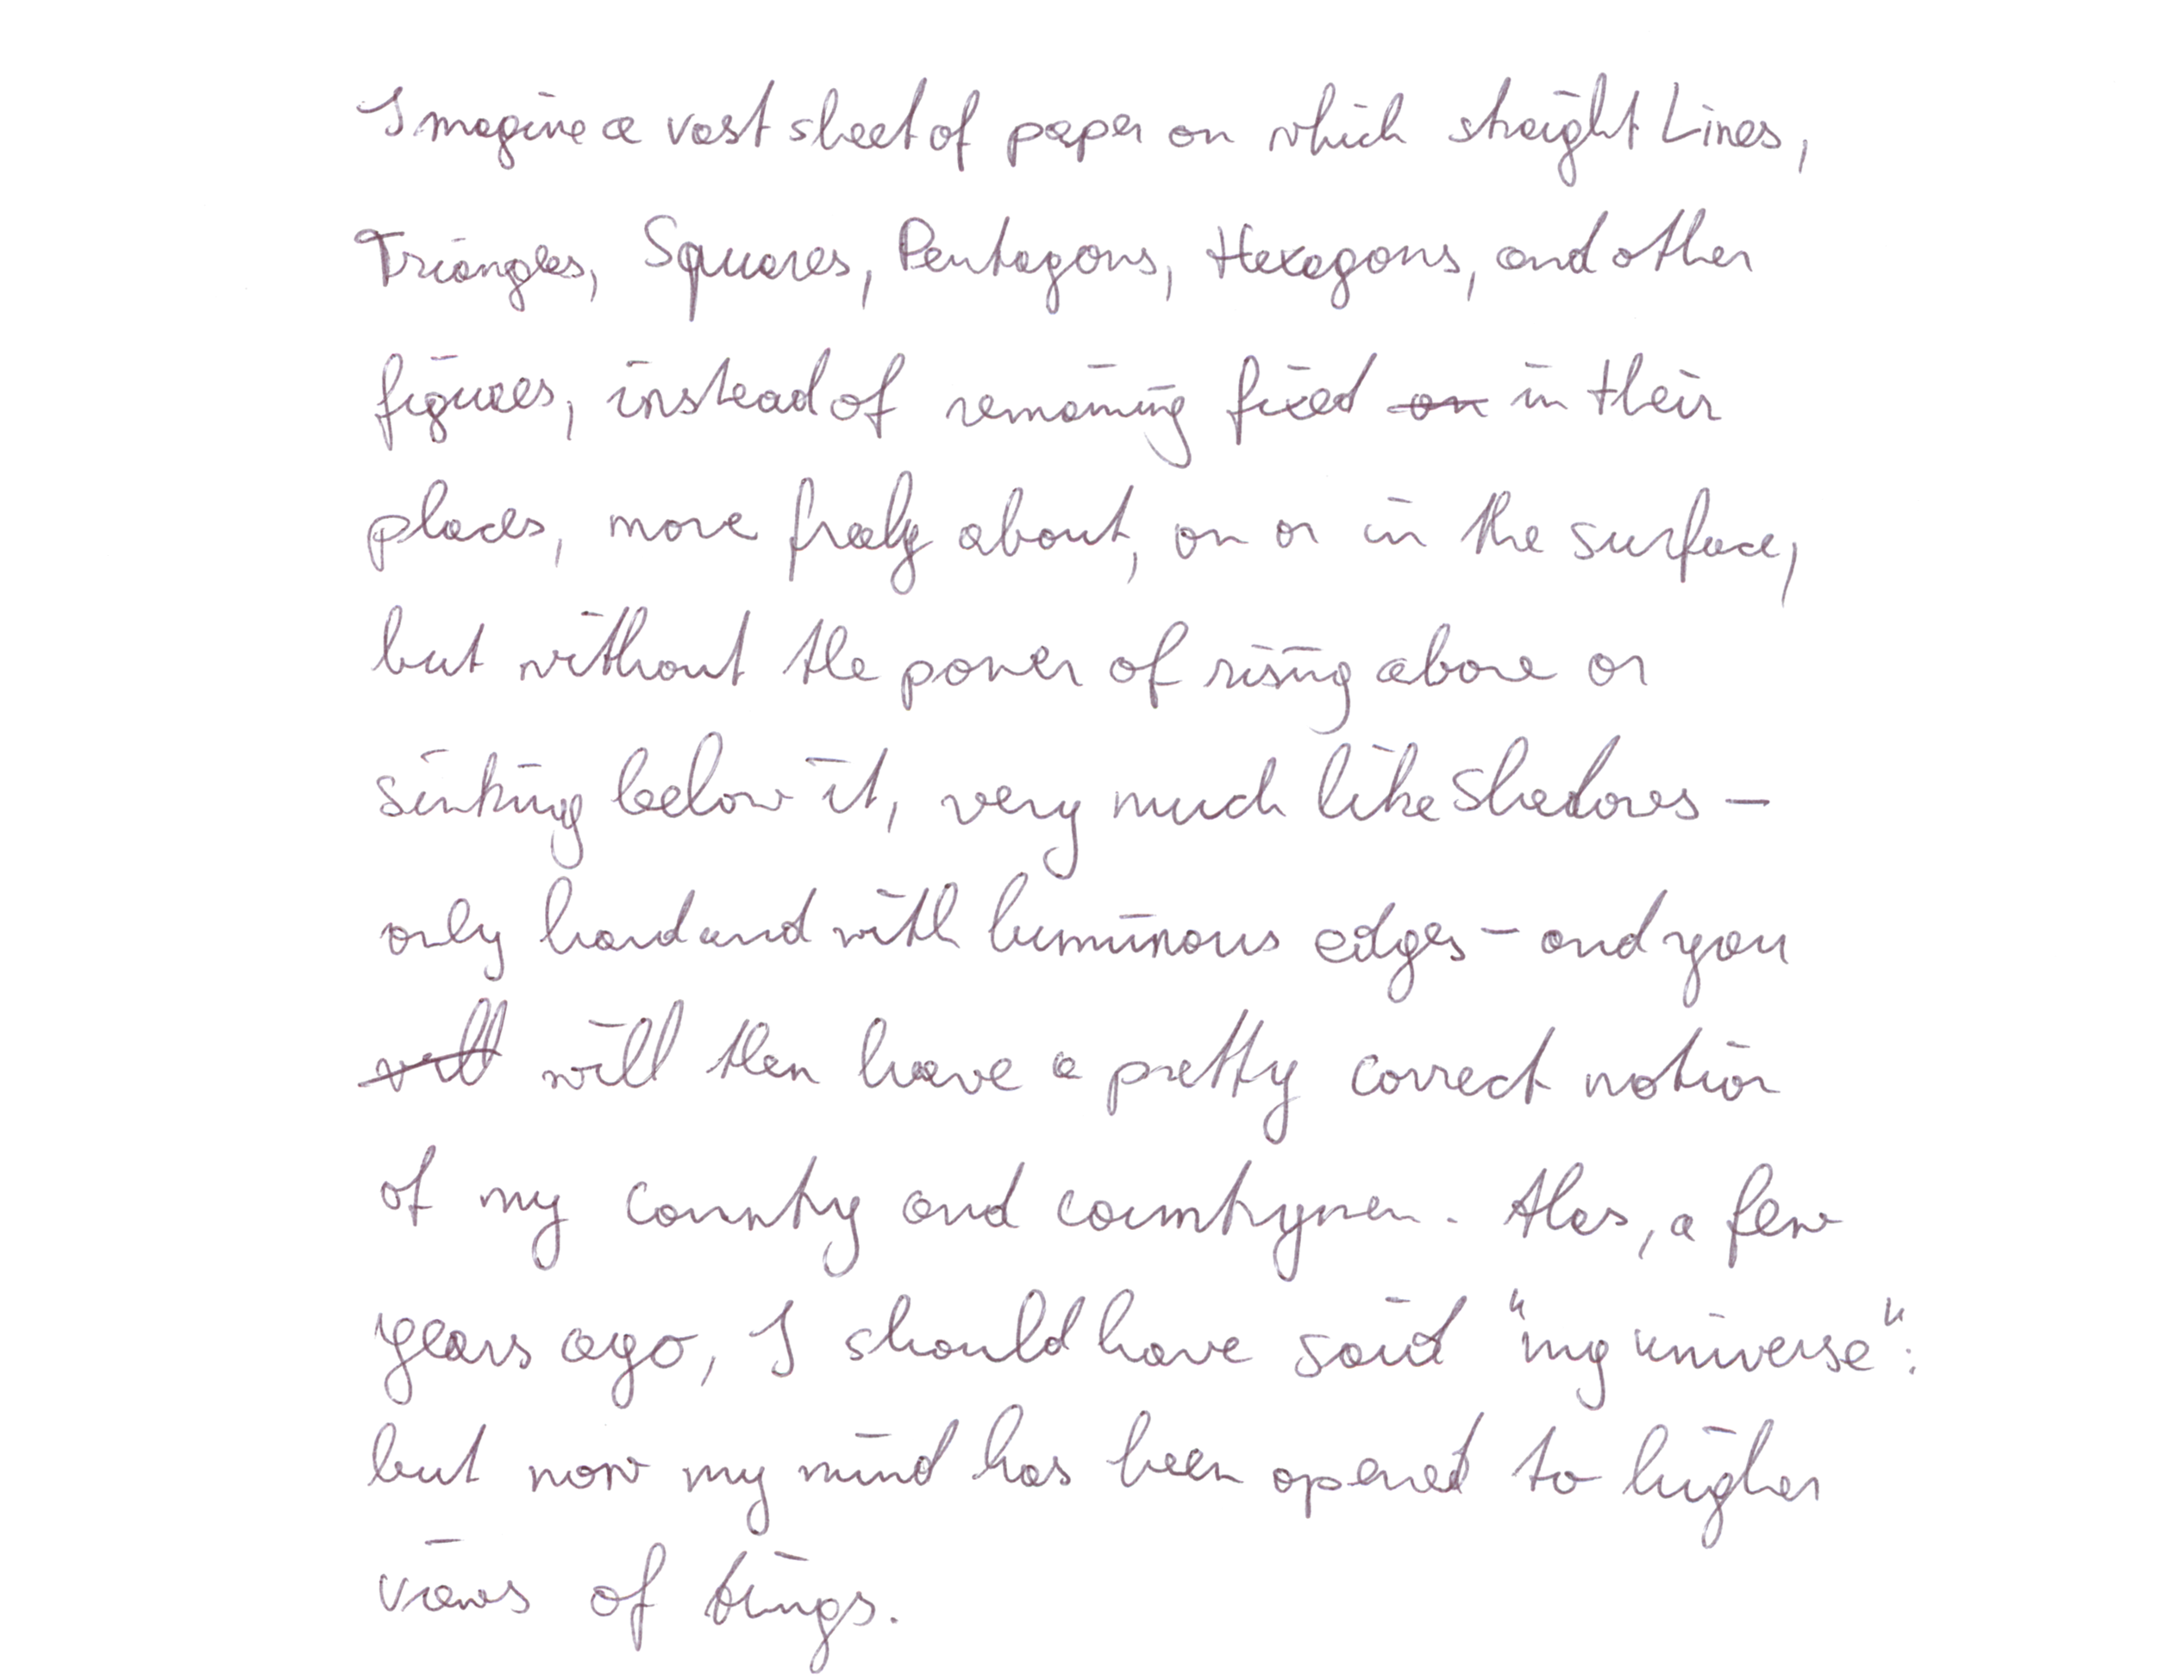 Imagine a vast sheet of paper on which straight Lines,
Triangles, Squares, Pentagons, Hexagons, and other
figures, instead of remaining fixed on in their
places, move freely about, on or in the surface,
but without the power of rising above or
sinking below it, very much like shadows –
only hard and with luminous edges – and you
will will then have a pretty correct notion
of my country and countrymen. Alas, a few
years ago, I should have said "my universe":
but now my mind has been opened to higher
views of things.